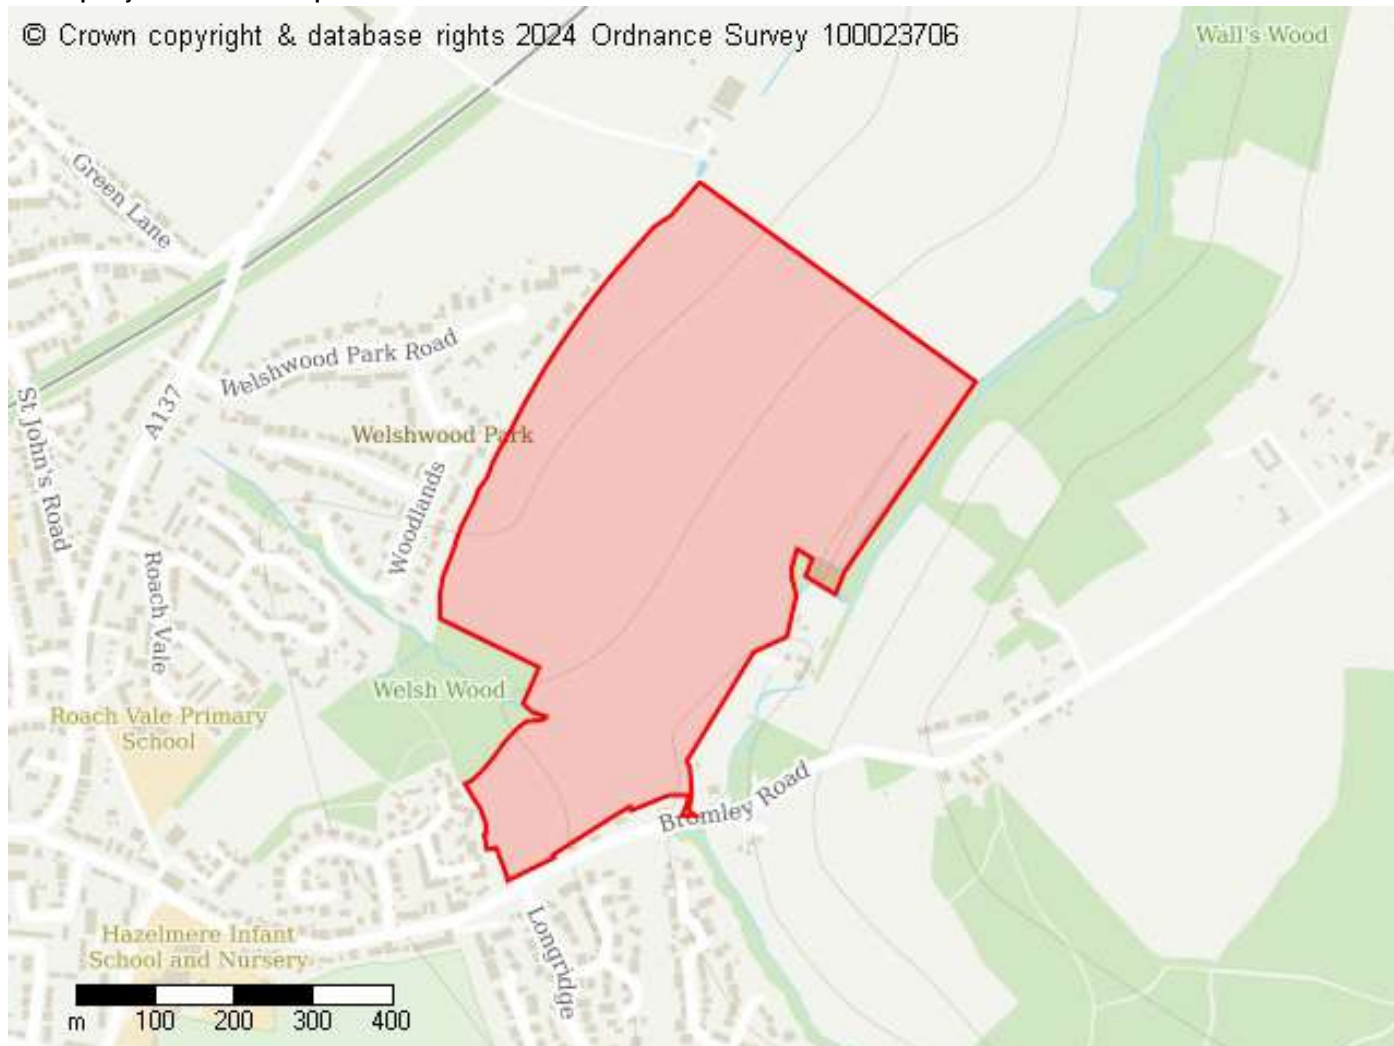 © Crown copyright & database rights 2024 Ordnance Survey 100023706
Wall's Wood
Green Lane
Welshwood Park Road
A137
St John's Road
Welshwood Park
Woodlands
Roach Vale
Welsh Wood
Roach Vale Primary
School
Bromley Road
Hazelmere Infant
School and Nursery
Longridge
m 100 200 300 400